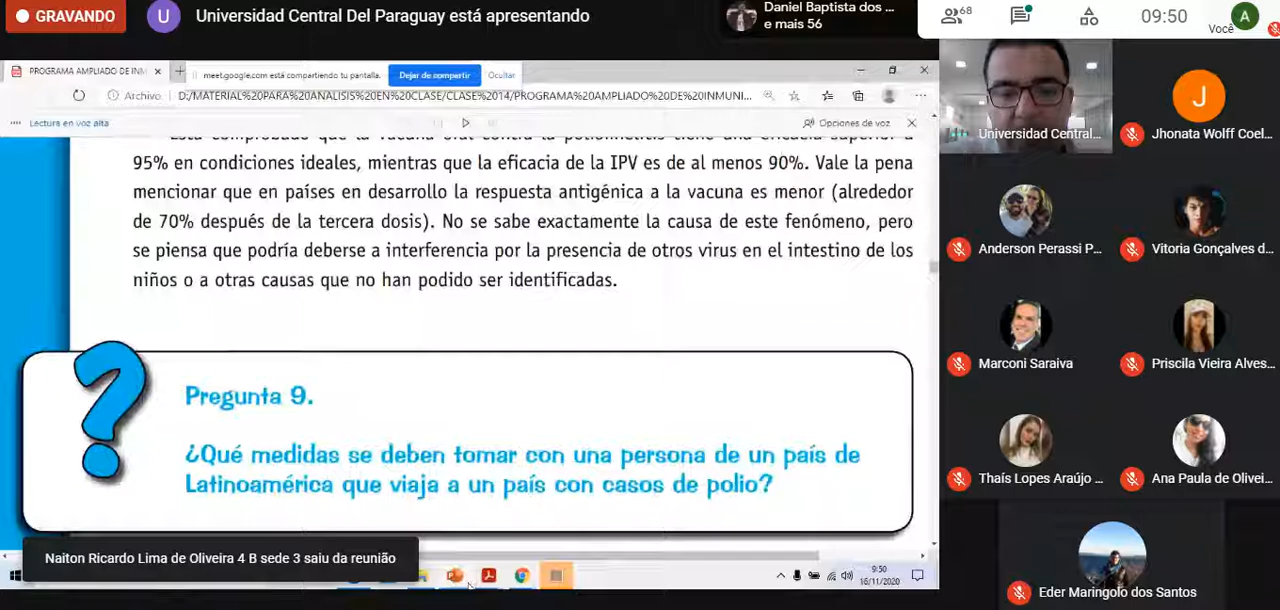 GRAVANDO
U
Universidad Central Del Paraguay está apresentando
Daniel Baptista dos ...
e mais 56
68
09:50
Você
A
PROGRAMA AMPLIADO DE INM
meet.google.com está compartiendo tu pantalla.
Dejar de compartir
Ocultar
Archivo
D:/MATERIAL%20PARA%20ANALISIS%20EN%20CLASE/CLASE%2014/PROGRAMA%20AMPLIADO%20DE%20INMUNI...
Lectura en voz alta
Opciones de voz
95% en condiciones ideales, mientras que la eficacia de la IPV es de al menos 90%. Vale la pena
mencionar que en países en desarrollo la respuesta antigénica a la vacuna es menor (alrededor
de 70% después de la tercera dosis). No se sabe exactamente la causa de este fenómeno, pero
se piensa que podría deberse a interferencia por la presencia de otros virus en el intestino de los
niños o a otras causas que no han podido ser identificadas.
?
Pregunta 9.
¿Qué medidas se deben tomar con una persona de un país de
Latinoamérica que viaja a un país con casos de polio?
Naiton Ricardo Lima de Oliveira 4 B sede 3 saiu da reunião
9:50
16/11/2020
Universidad Central...
J
Jhonata Wolff Coel...
Anderson Perassi P...
Vitoria Gonçalves d...
Marconi Saraiva
Priscila Vieira Alves...
Thaís Lopes Araújo ...
Ana Paula de Olivei...
Eder Maringolo dos Santos